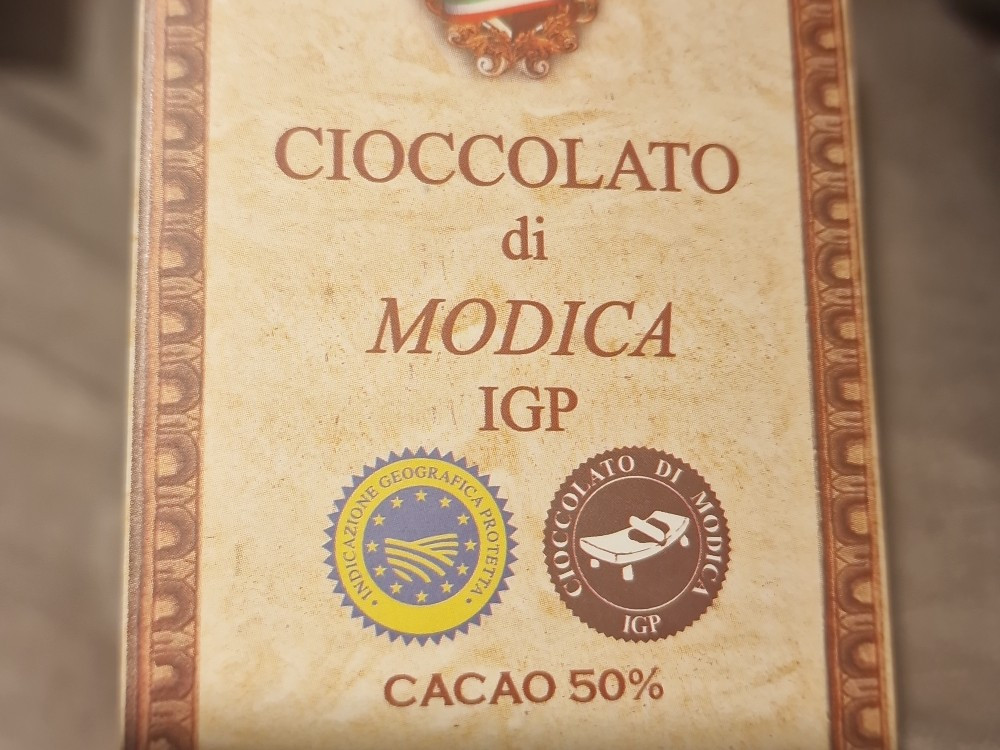 CIOCCOLATO
di
MODICA
IGP
• INDICAZIONE GEOGRAFICA PROTETTA •
CIOCCOLATO DI MODICA
IGP
CACAO 50%